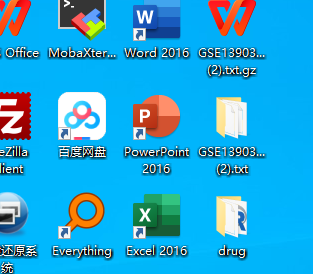 Office
MobaXter...
Word 2016
GSE13903...
(2).txt.gz
eZilla
lient
百度网盘
PowerPoint
2016
GSE13903...
(2).txt
还原系
统
Everything
Excel 2016
drug